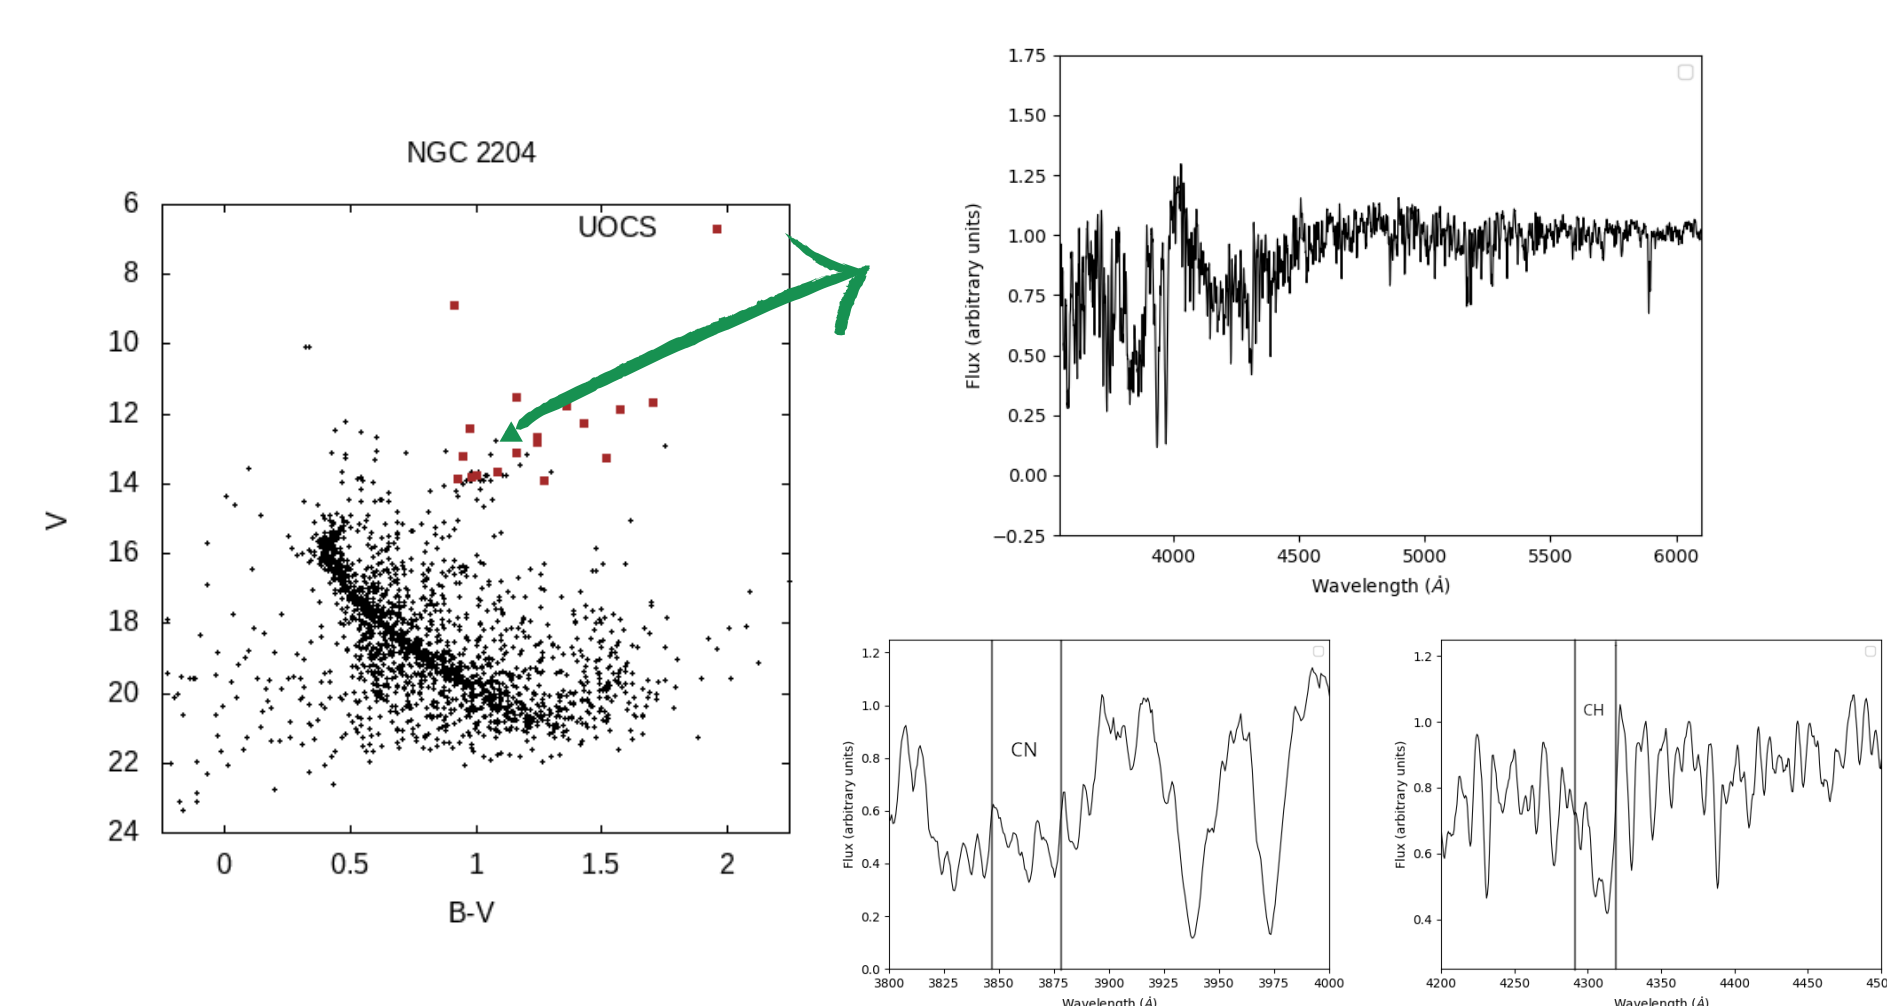 NGC 2204
UOCS
6
8
10
12
14
16
18
20
22
24
V
0 0.5 1 1.5 2
B-V
1.75
1.50
1.25
1.00
0.75
0.50
0.25
0.00
−0.25
Flux (arbitrary units)
4000 4500 5000 5500 6000
Wavelength (Å)
1.2
1.0
0.8
0.6
0.4
0.2
0.0
Flux (arbitrary units)
CN
3800 3825 3850 3875 3900 3925 3950 3975 4000
Wavelength (Å)
1.2
1.0
0.8
0.6
0.4
Flux (arbitrary units)
CH
4200 4250 4300 4350 4400 4450 450
Wavelength (Å)